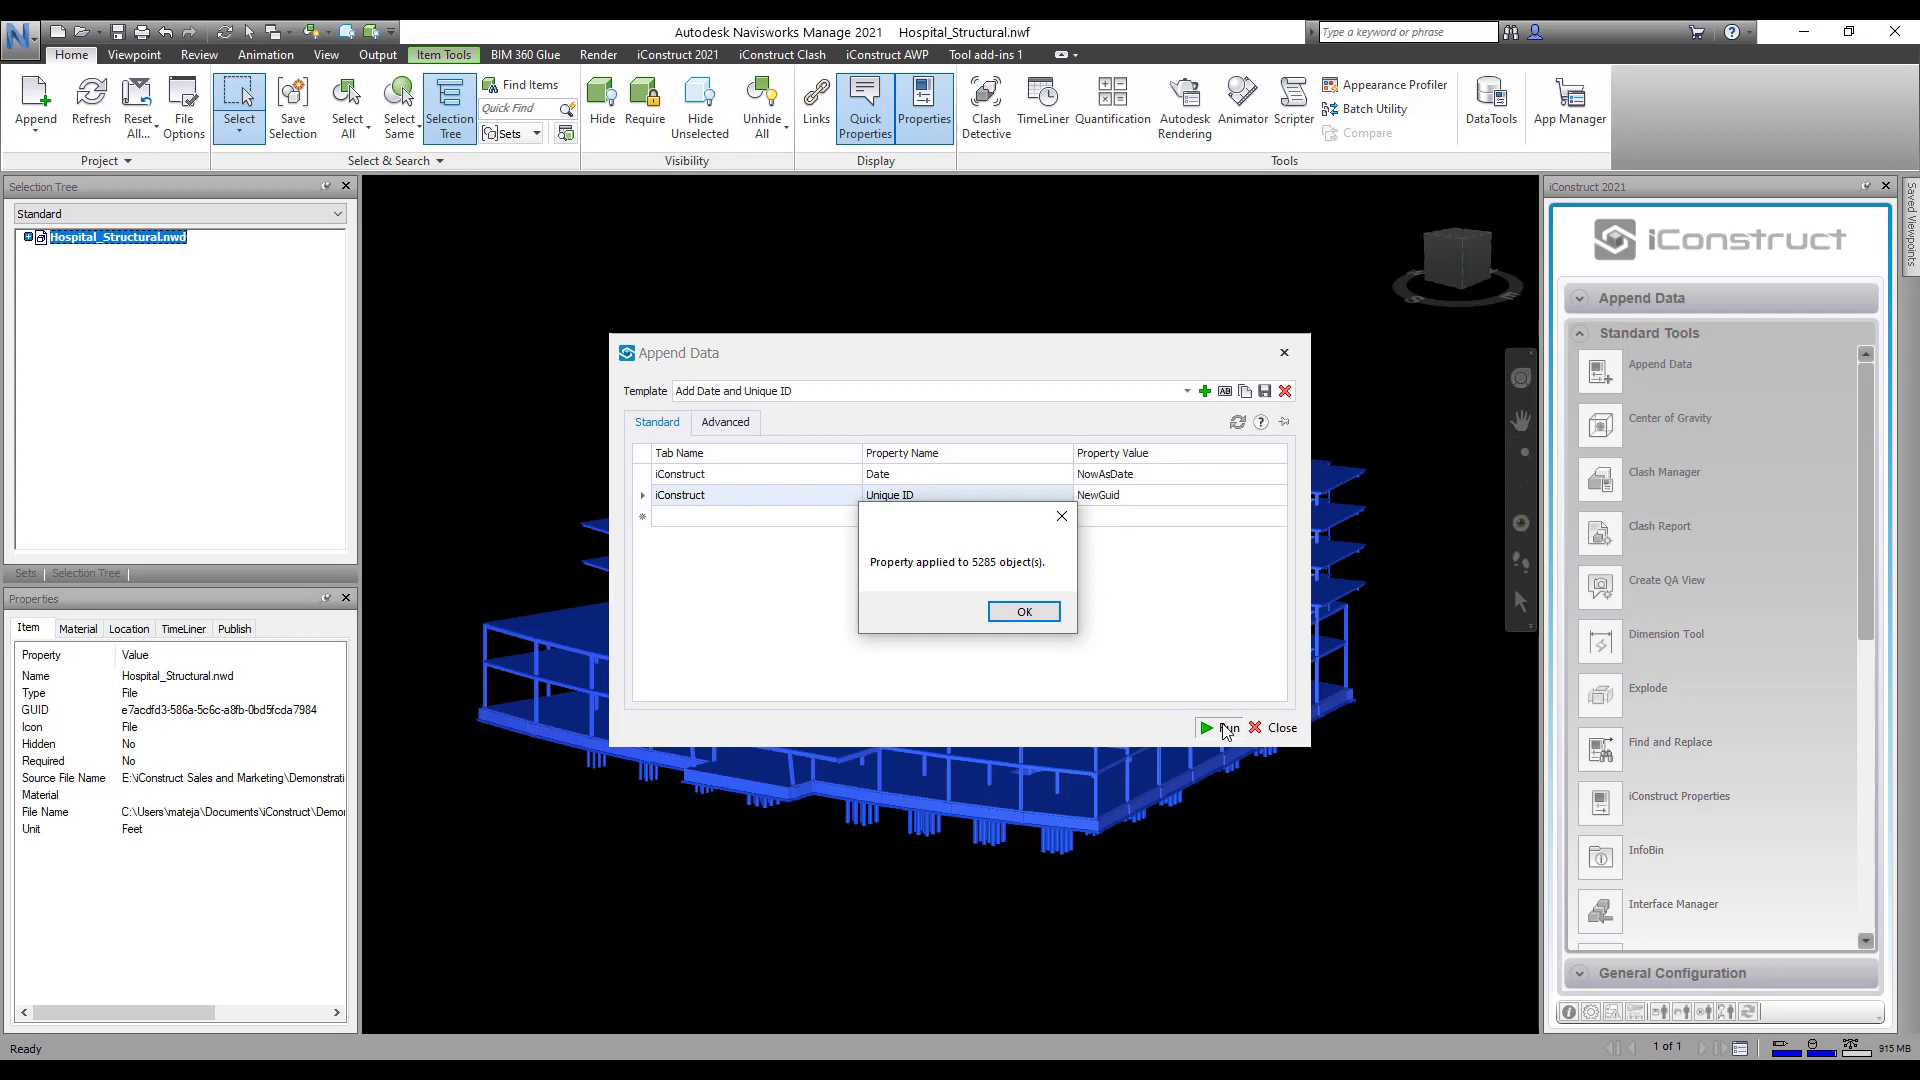 Autodesk Navisworks Manage 2021 Hospital_Structural.nwf
Type a keyword or phrase
Home Viewpoint Review Animation View Output Item Tools BIM 360 Glue Render iConstruct 2021 iConstruct Clash iConstruct AWP Tool add-ins 1
Append
Refresh
Reset All...
File Options
Project
Select
Save Selection
Select All
Select Same
Selection Tree
Find Items
Quick Find
Sets
Select & Search
Hide
Require
Hide Unselected
Unhide All
Visibility
Links
Quick Properties
Properties
Display
Clash Detective
TimeLiner
Quantification
Autodesk Rendering
Animator
Scripter
Appearance Profiler
Batch Utility
Compare
Tools
DataTools
App Manager
Selection Tree
Standard
Hospital_Structural.nwd
Sets Selection Tree
Properties
Item Material Location TimeLiner Publish
Property Value
Name Hospital_Structural.nwd
Type File
GUID e7acdfd3-586a-5c6c-a8fb-0bd5fcda7984
Icon File
Hidden No
Required No
Source File Name E:\iConstruct Sales and Marketing\Demonstrati
Material
File Name C:\Users\mateja\Documents\iConstruct\Demor
Unit Feet
Append Data
Template Add Date and Unique ID
AB
Standard Advanced
Tab Name Property Name Property Value
iConstruct Date NowAsDate
iConstruct Unique ID NewGuid
Property applied to 5285 object(s).
OK
Run Close
iConstruct 2021
iConstruct
Append Data
Standard Tools
Append Data
Center of Gravity
Clash Manager
Clash Report
Create QA View
Dimension Tool
Explode
Find and Replace
iConstruct Properties
InfoBin
Interface Manager
General Configuration
Saved Viewpoints
Ready
1 of 1
915 MB